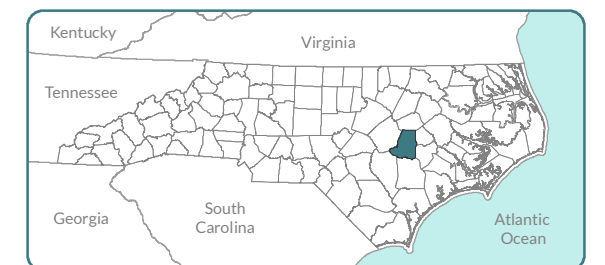 Kentucky
Virginia
Tennessee
Georgia
South
Carolina
Atlantic
Ocean